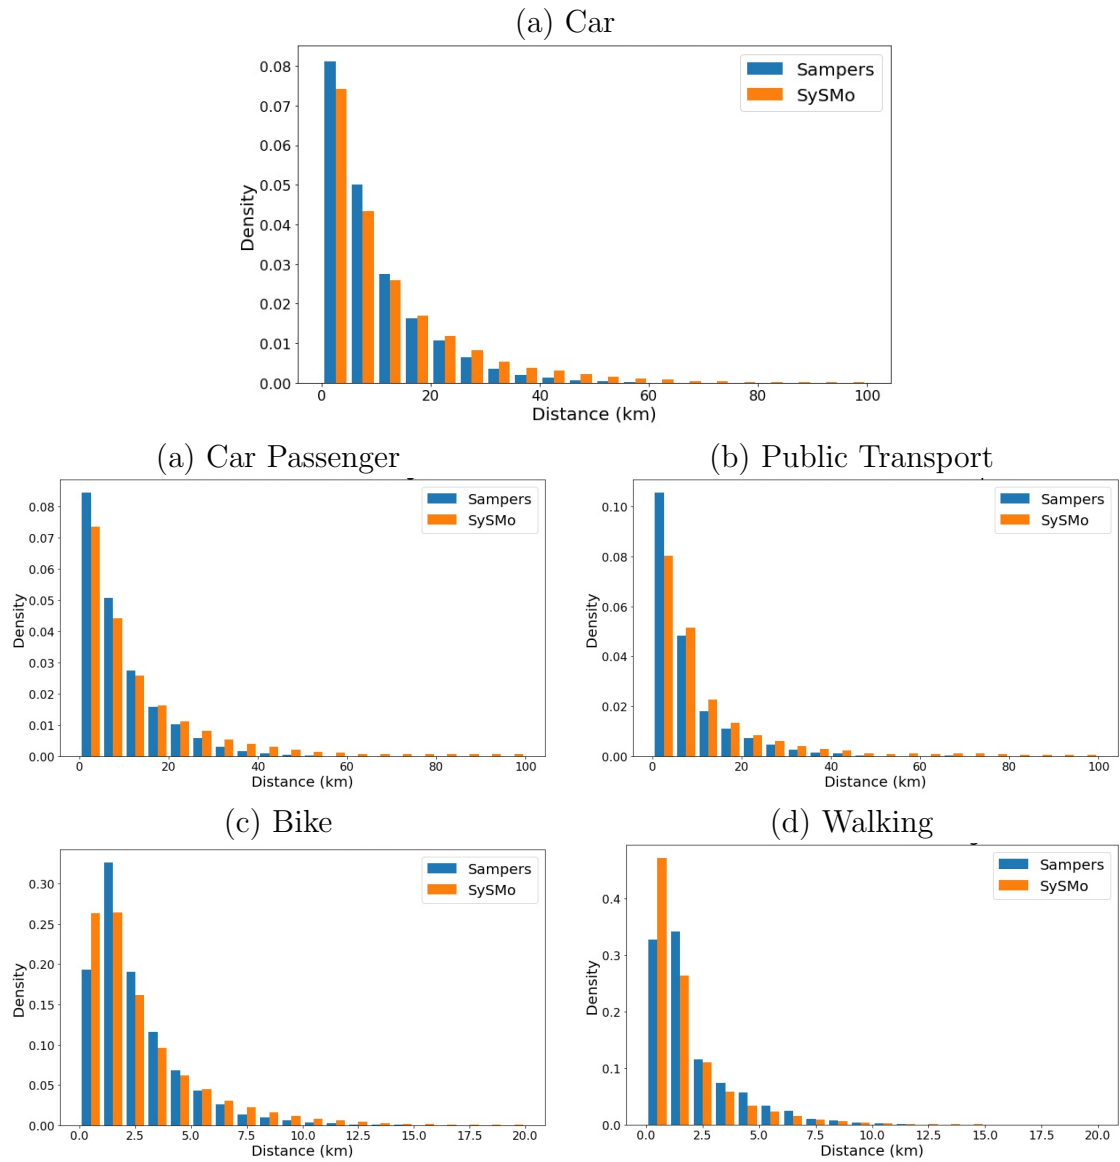 (a) Car
Sampers
SySMo
Density
0.08
0.07
0.06
0.05
0.04
0.03
0.02
0.01
0.00
0 20 40 60 80 100
Distance (km)
(a) Car Passenger
Sampers
SySMo
Density
0.08
0.07
0.06
0.05
0.04
0.03
0.02
0.01
0.00
0 20 40 60 80 100
Distance (km)
(b) Public Transport
Sampers
SySMo
Density
0.10
0.08
0.06
0.04
0.02
0.00
0 20 40 60 80 100
Distance (km)
(c) Bike
Sampers
SySMo
Density
0.30
0.25
0.20
0.15
0.10
0.05
0.00
0.0 2.5 5.0 7.5 10.0 12.5 15.0 17.5 20.0
Distance (km)
(d) Walking
Sampers
SySMo
Density
0.4
0.3
0.2
0.1
0.0
0.0 2.5 5.0 7.5 10.0 12.5 15.0 17.5 20.0
Distance (km)